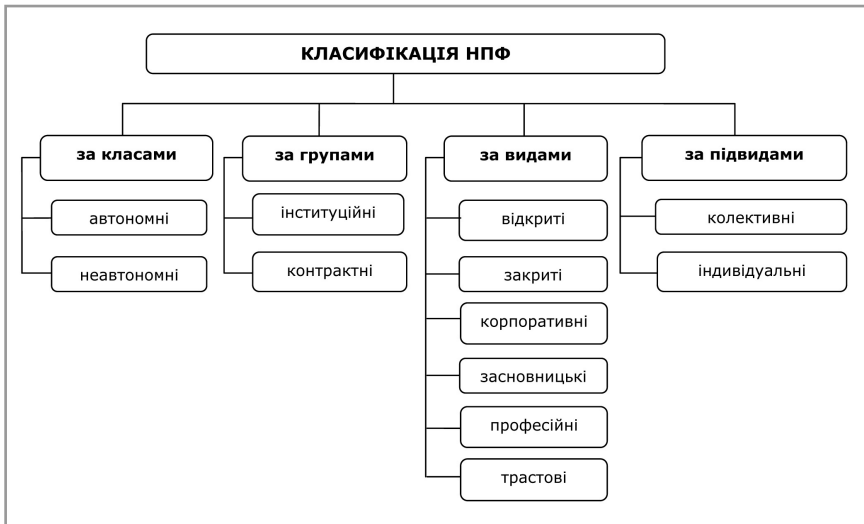 КЛАСИФІКАЦІЯ НПФ
за класами
автономні
неавтономні
за групами
інституційні
контрактні
за видами
відкриті
закриті
корпоративні
засновницькі
професійні
трастові
за підвидами
колективні
індивідуальні